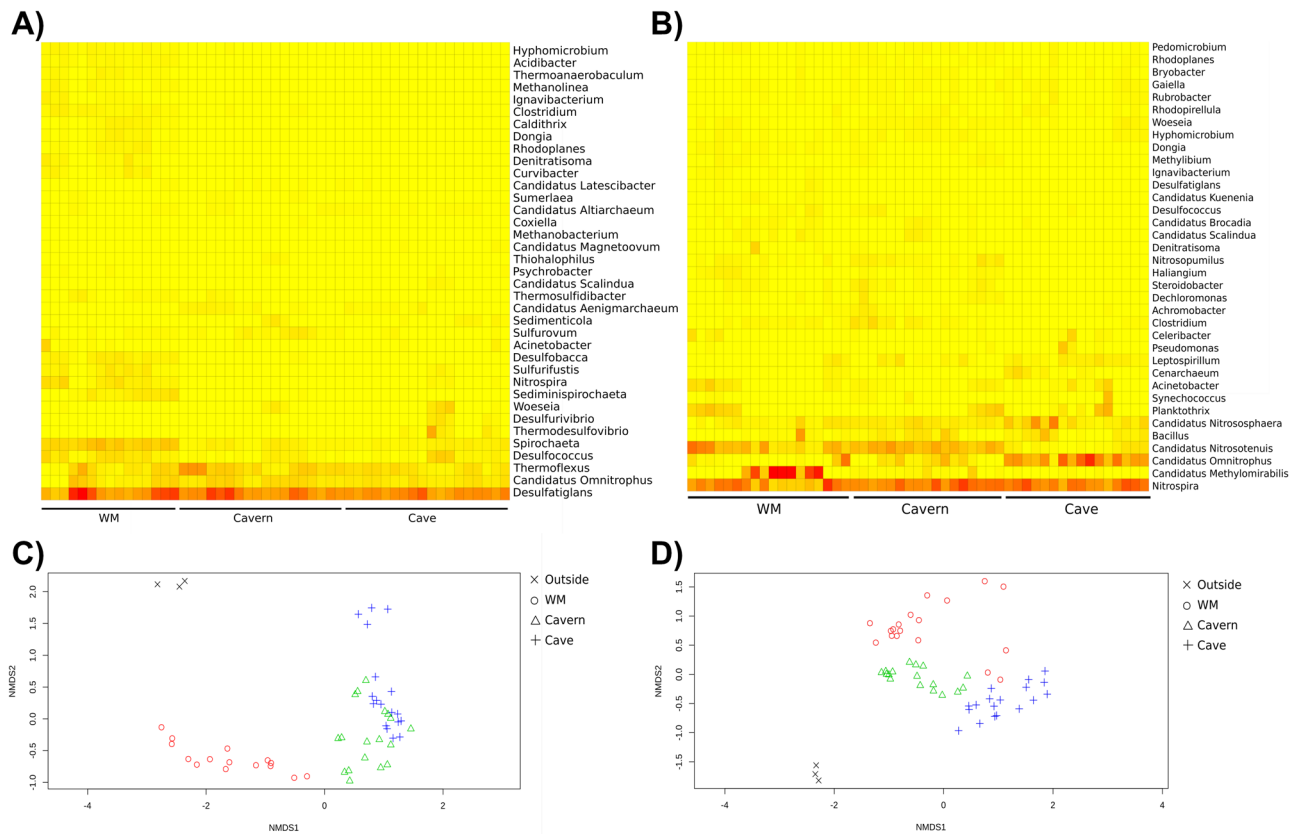 A)
Hyphomicrobium
Acidibacter
Thermoanaerobaculum
Methanolinea
Ignavibacterium
Clostridium
Caldithrix
Dongia
Rhodoplanes
Denitratisoma
Curvibacter
Candidatus Latescibacter
Sumerlaea
Candidatus Altiarchaeum
Coxiella
Methanobacterium
Candidatus Magnetoovum
Thiohalophilus
Psychrobacter
Candidatus Scalindua
Thermosulfidibacter
Candidatus Aenigmarchaeum
Sedimenticola
Sulfurovum
Acinetobacter
Desulfobacca
Sulfurifustis
Nitrospira
Sediminispirochaeta
Woeseia
Desulfurivibrio
Thermodesulfovibrio
Spirochaeta
Desulfococcus
Thermoflexus
Candidatus Omnitrophus
Desulfatiglans
WM Cavern Cave
B)
Pedomicrobium
Rhodoplanes
Bryobacter
Gaiella
Rubrobacter
Rhodopirellula
Woeseia
Hyphomicrobium
Dongia
Methylibium
Ignavibacterium
Desulfatiglans
Candidatus Kuenenia
Desulfococcus
Candidatus Brocadia
Candidatus Scalindua
Denitratisoma
Nitrosopumilus
Haliangium
Steroidobacter
Dechloromonas
Achromobacter
Clostridium
Celeribacter
Pseudomonas
Leptospirillum
Cenarchaeum
Acinetobacter
Synechococcus
Planktothrix
Candidatus Nitrososphaera
Bacillus
Candidatus Nitrosotenuis
Candidatus Omnitrophus
Candidatus Methylomirabilis
Nitrospira
WM Cavern Cave
C)
NMDS2
2.0
1.5
1.0
0.5
0.0
-0.5
-1.0
-4 -2 0 2
NMDS1
Outside
WM
Cavern
Cave
D)
NMDS2
1.5
1.0
0.5
0.0
-0.5
-1.5
-4 -2 0 2 4
NMDS1
Outside
WM
Cavern
Cave